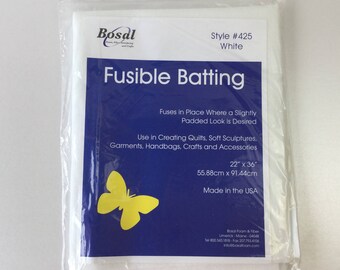 Bosal
Style #425
White
Fusible Batting
Fuses in Place Where a Slightly
Padded Look is Desired
Use in Creating Quilts, Soft Sculptures,
Garments, Handbags, Crafts and Accessories
22" x 36"
55.88cm x 91.44cm
Made in the USA